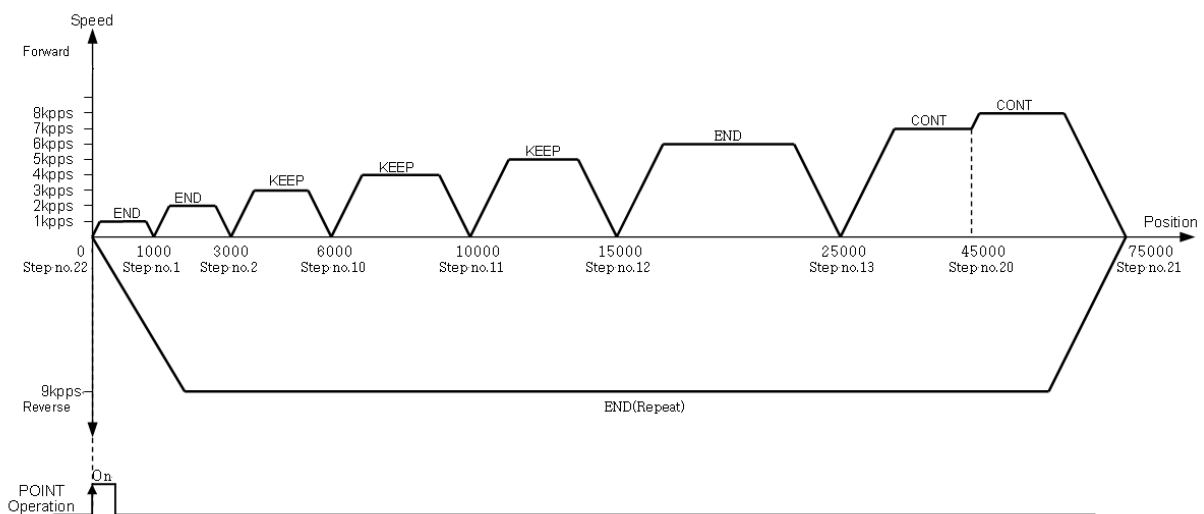 Speed
Forward
8kpps
7kpps
6kpps
5kpps
4kpps
3kpps
2kpps
1kpps
END
END
KEEP
KEEP
KEEP
END
CONT
CONT
Position
0
1000
3000
6000
10000
15000
25000
45000
75000
Step no.22
Step no.1
Step no.2
Step no.10
Step no.11
Step no.12
Step no.13
Step no.20
Step no.21
9kpps
Reverse
END(Repeat)
On
POINT
Operation